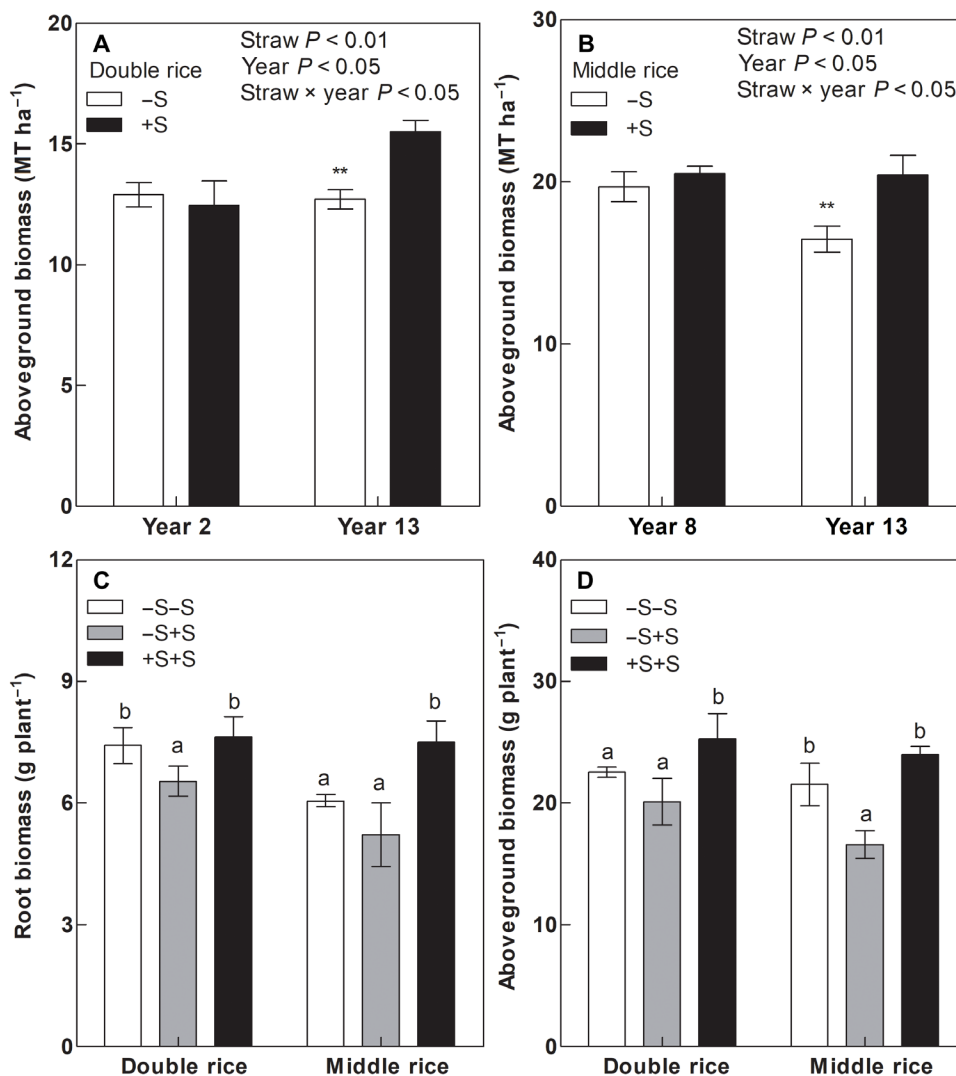 A
Double rice
–S
+S
Straw P < 0.01
Year P < 0.05
Straw × year P < 0.05
**
Aboveground biomass (MT ha⁻¹)
20
15
10
5
0
Year 2
Year 13
B
Middle rice
–S
+S
Straw P < 0.01
Year P < 0.05
Straw × year P < 0.05
**
Aboveground biomass (MT ha⁻¹)
30
20
10
0
Year 8
Year 13
C
–S–S
–S+S
+S+S
b
a
b
a
a
b
Root biomass (g plant⁻¹)
12
9
6
3
0
Double rice
Middle rice
D
–S–S
–S+S
+S+S
a
a
b
b
a
b
Aboveground biomass (g plant⁻¹)
40
30
20
10
0
Double rice
Middle rice